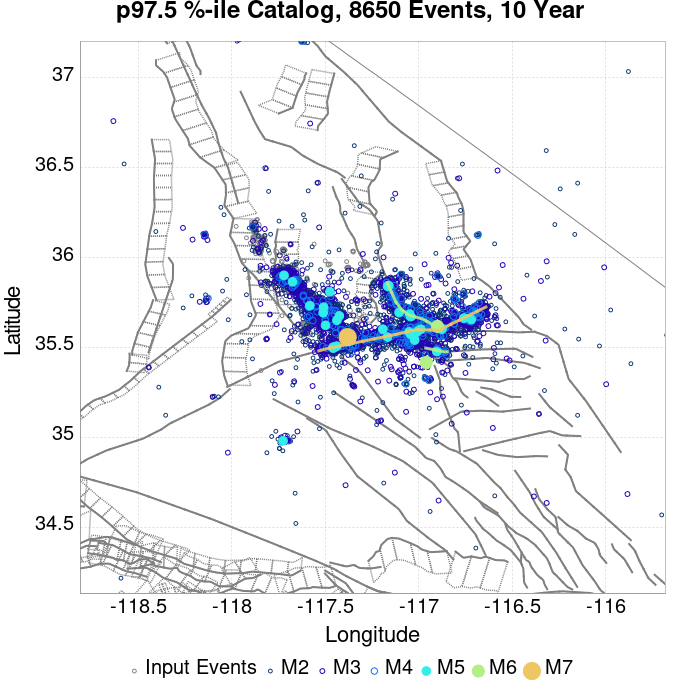 p97.5 %-ile Catalog, 8650 Events, 10 Year
37
36.5
36
35.5
35
34.5
Latitude
-118.5 -118 -117.5 -117 -116.5 -116
Longitude
Input Events M2 M3 M4 M5 M6 M7